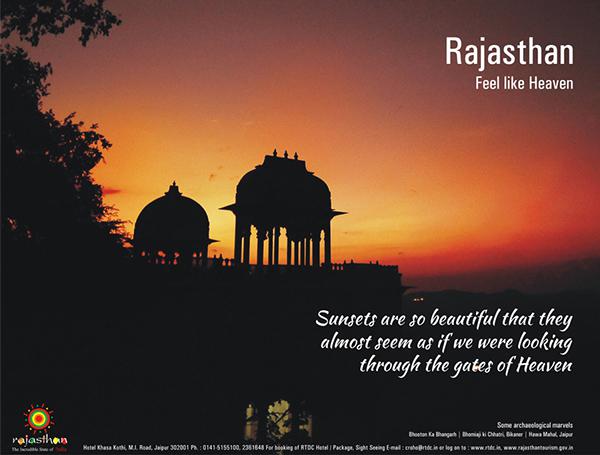 Rajasthan
Feel like Heaven
Sunsets are so beautiful that they
almost seem as if we were looking
through the gates of Heaven
Some archaeological marvels
Bhooton Ka Bhangarh | Bhomiaji ki Chhatri, Bikaner | Hawa Mahal, Jaipur
rajasthan
The Incredible State of India
Hotel Khasa Kothi, M.I. Road, Jaipur 302001 Ph. : 0141-5155100, 2361648 For booking of RTDC Hotel / Package, Sight Seeing E-mail : croho@rtdc.in or log on to : www.rtdc.in, www.rajasthantourism.gov.in